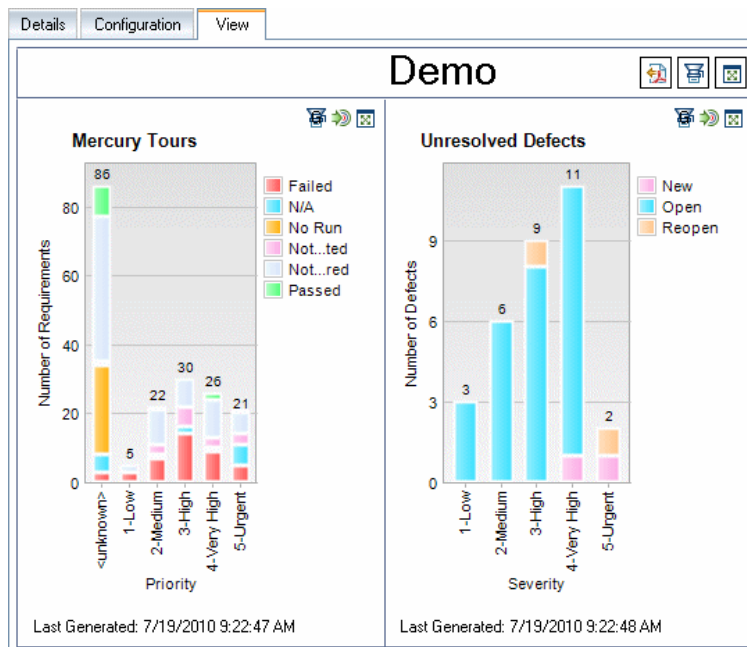 Details Configuration View
Demo
Mercury Tours
Number of Requirements
80
60
40
20
0
86
5
22
30
26
21
<unknown>
1-Low
2-Medium
3-High
4-Very High
5-Urgent
Priority
Failed
N/A
No Run
Not...ted
Not...red
Passed
Last Generated: 7/19/2010 9:22:47 AM
Unresolved Defects
Number of Defects
9
6
3
0
3
6
9
11
2
1-Low
2-Medium
3-High
4-Very High
5-Urgent
Severity
New
Open
Reopen
Last Generated: 7/19/2010 9:22:48 AM